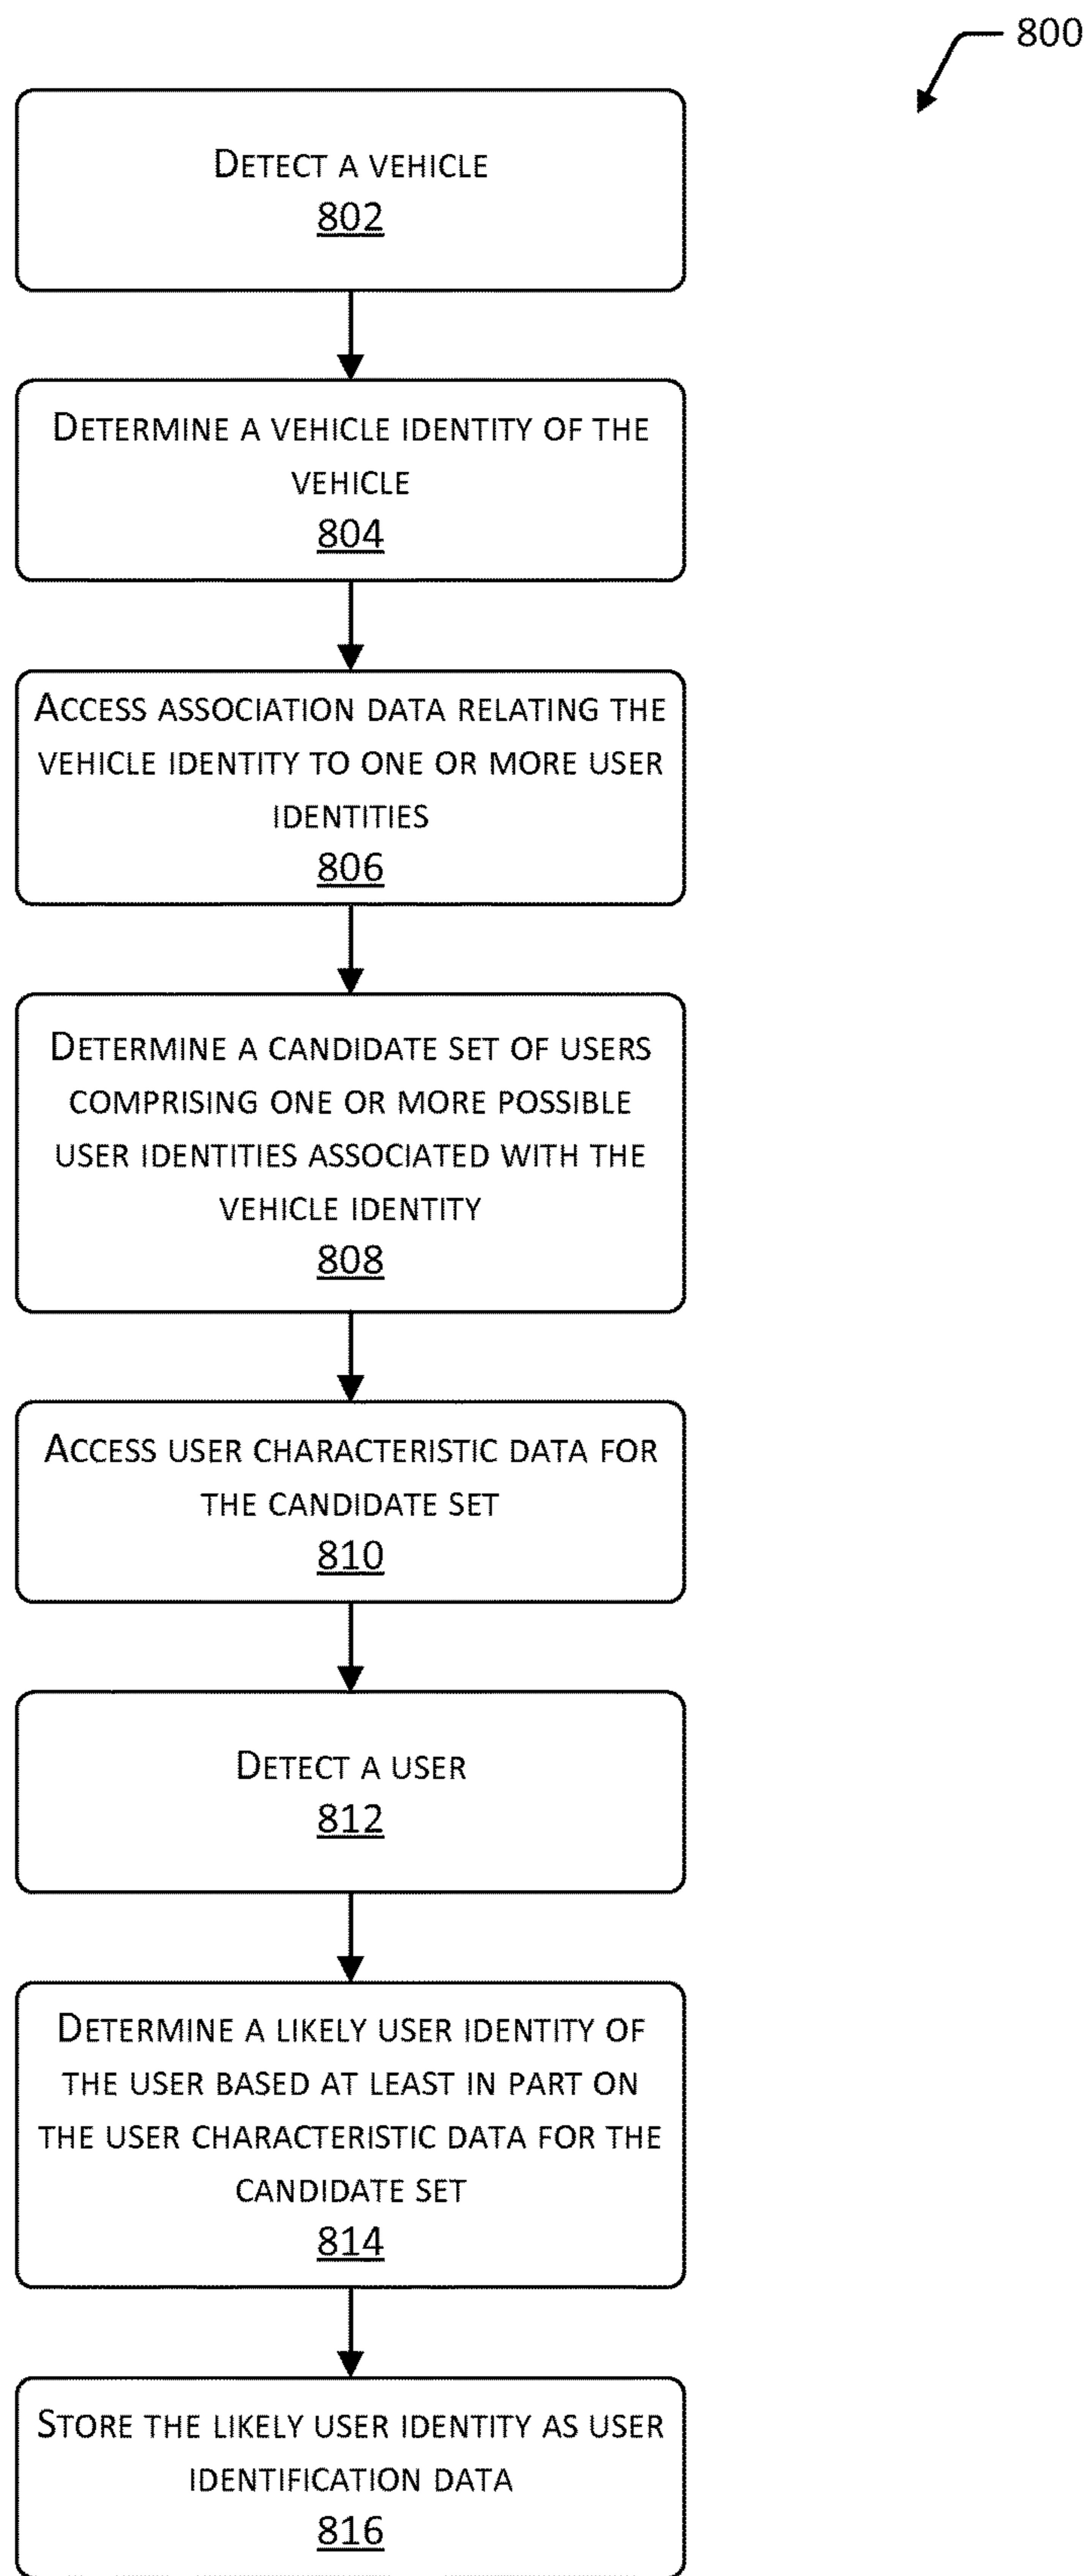 800
DETECT A VEHICLE
802
DETERMINE A VEHICLE IDENTITY OF THE
VEHICLE
804
ACCESS ASSOCIATION DATA RELATING THE
VEHICLE IDENTITY TO ONE OR MORE USER
IDENTITIES
806
DETERMINE A CANDIDATE SET OF USERS
COMPRISING ONE OR MORE POSSIBLE
USER IDENTITIES ASSOCIATED WITH THE
VEHICLE IDENTITY
808
ACCESS USER CHARACTERISTIC DATA FOR
THE CANDIDATE SET
810
DETECT A USER
812
DETERMINE A LIKELY USER IDENTITY OF
THE USER BASED AT LEAST IN PART ON
THE USER CHARACTERISTIC DATA FOR THE
CANDIDATE SET
814
STORE THE LIKELY USER IDENTITY AS USER
IDENTIFICATION DATA
816